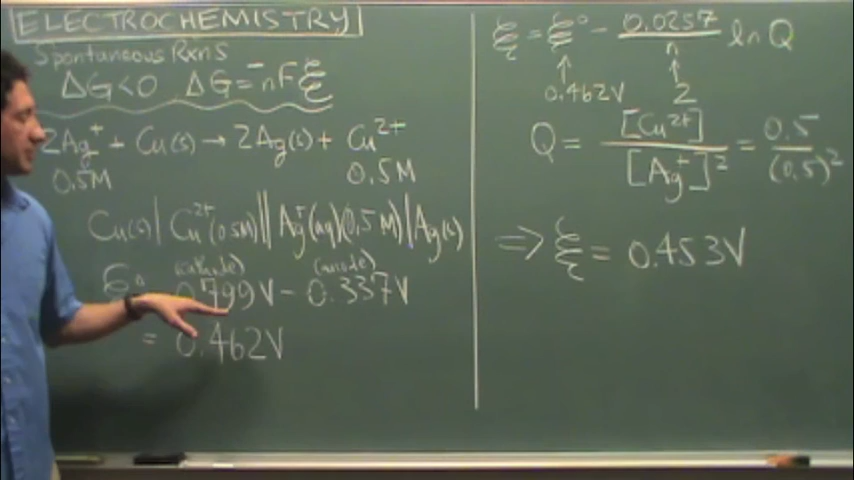 ELECTROCHEMISTRY
Spontaneous Rxns
ΔG<0 ΔG=-nFξ
2Ag⁺ + Cu(s) → 2Ag(s) + Cu²⁺
0.5M 0.5M
Cu(s) | Cu²⁺(0.5M) || Ag⁺(aq)(0.5M) | Ag(s)
(cathode) (anode)
ξ° 0.799V - 0.337V
= 0.462V
ξ = ξ° - 0.0257/n ln Q
↑ ↑
0.462V 2
Q = [Cu²⁺]/[Ag⁺]² = 0.5/(0.5)²
⇒ ξ = 0.453V